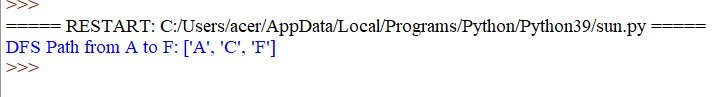 >>>
===== RESTART: C:/Users/acer/AppData/Local/Programs/Python/Python39/sun.py =====
DFS Path from A to F: ['A', 'C', 'F']
>>>